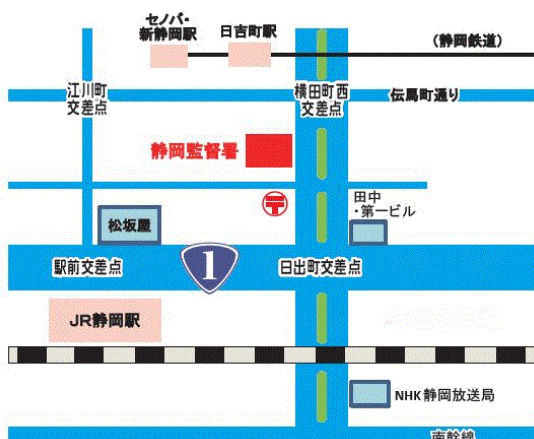 セノバ・
新静岡駅
日吉町駅
(静岡鉄道)
江川町
交差点
横田町西
交差点
伝馬町通り
静岡監督署
田中
・第一ビル
松坂屋
駅前交差点
1
日出町交差点
JR静岡駅
NHK静岡放送局
南幹線